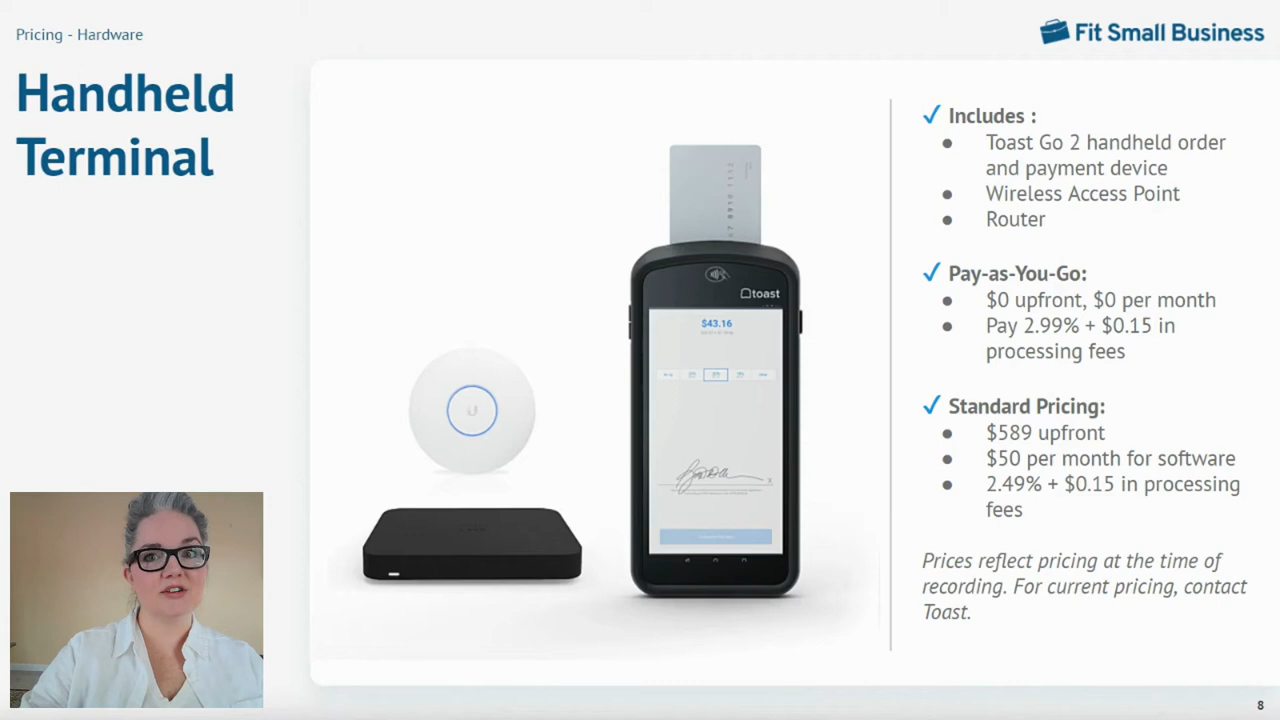 Pricing - Hardware
Fit Small Business
Handheld
Terminal
toast
$43.16
✓ Includes :
● Toast Go 2 handheld order
and payment device
● Wireless Access Point
● Router
✓ Pay-as-You-Go:
● $0 upfront, $0 per month
● Pay 2.99% + $0.15 in
processing fees
✓ Standard Pricing:
● $589 upfront
● $50 per month for software
● 2.49% + $0.15 in processing
fees
Prices reflect pricing at the time of
recording. For current pricing, contact
Toast.
8